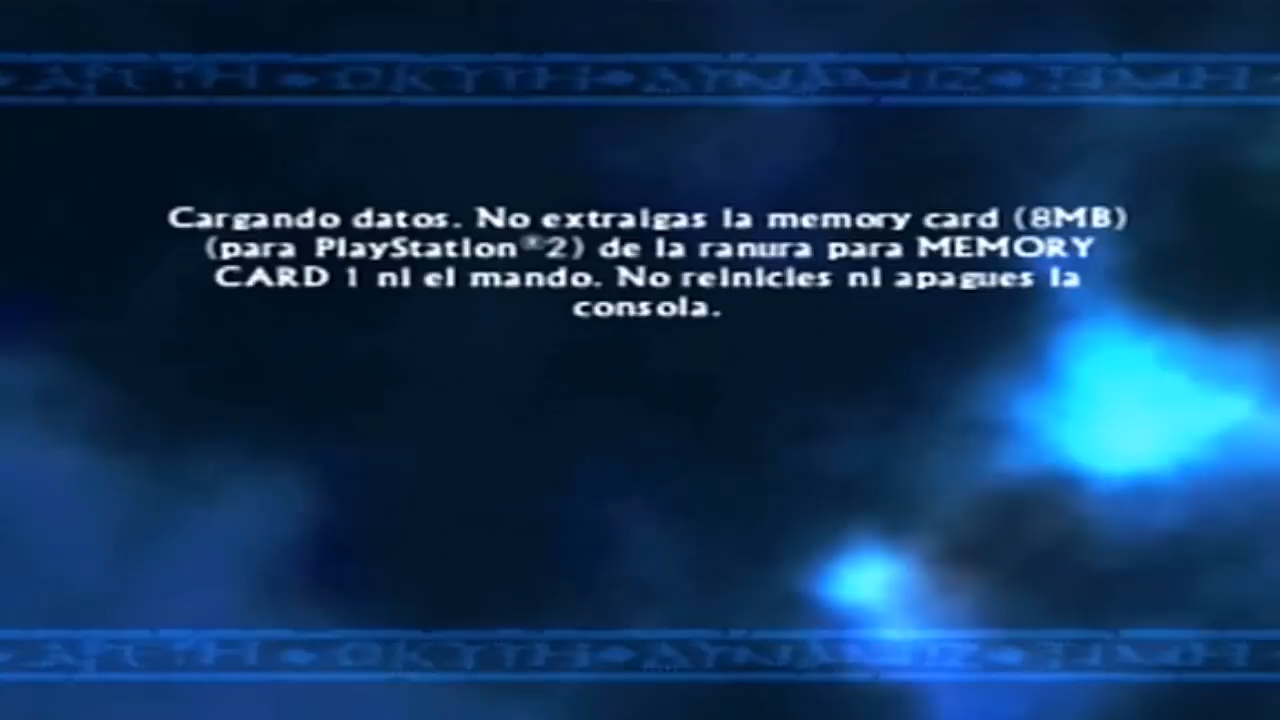 Cargando datos. No extraigas la memory card (8MB)
(para PlayStation®2) de la ranura para MEMORY
CARD 1 ni el mando. No reinicies ni apagues la
consola.